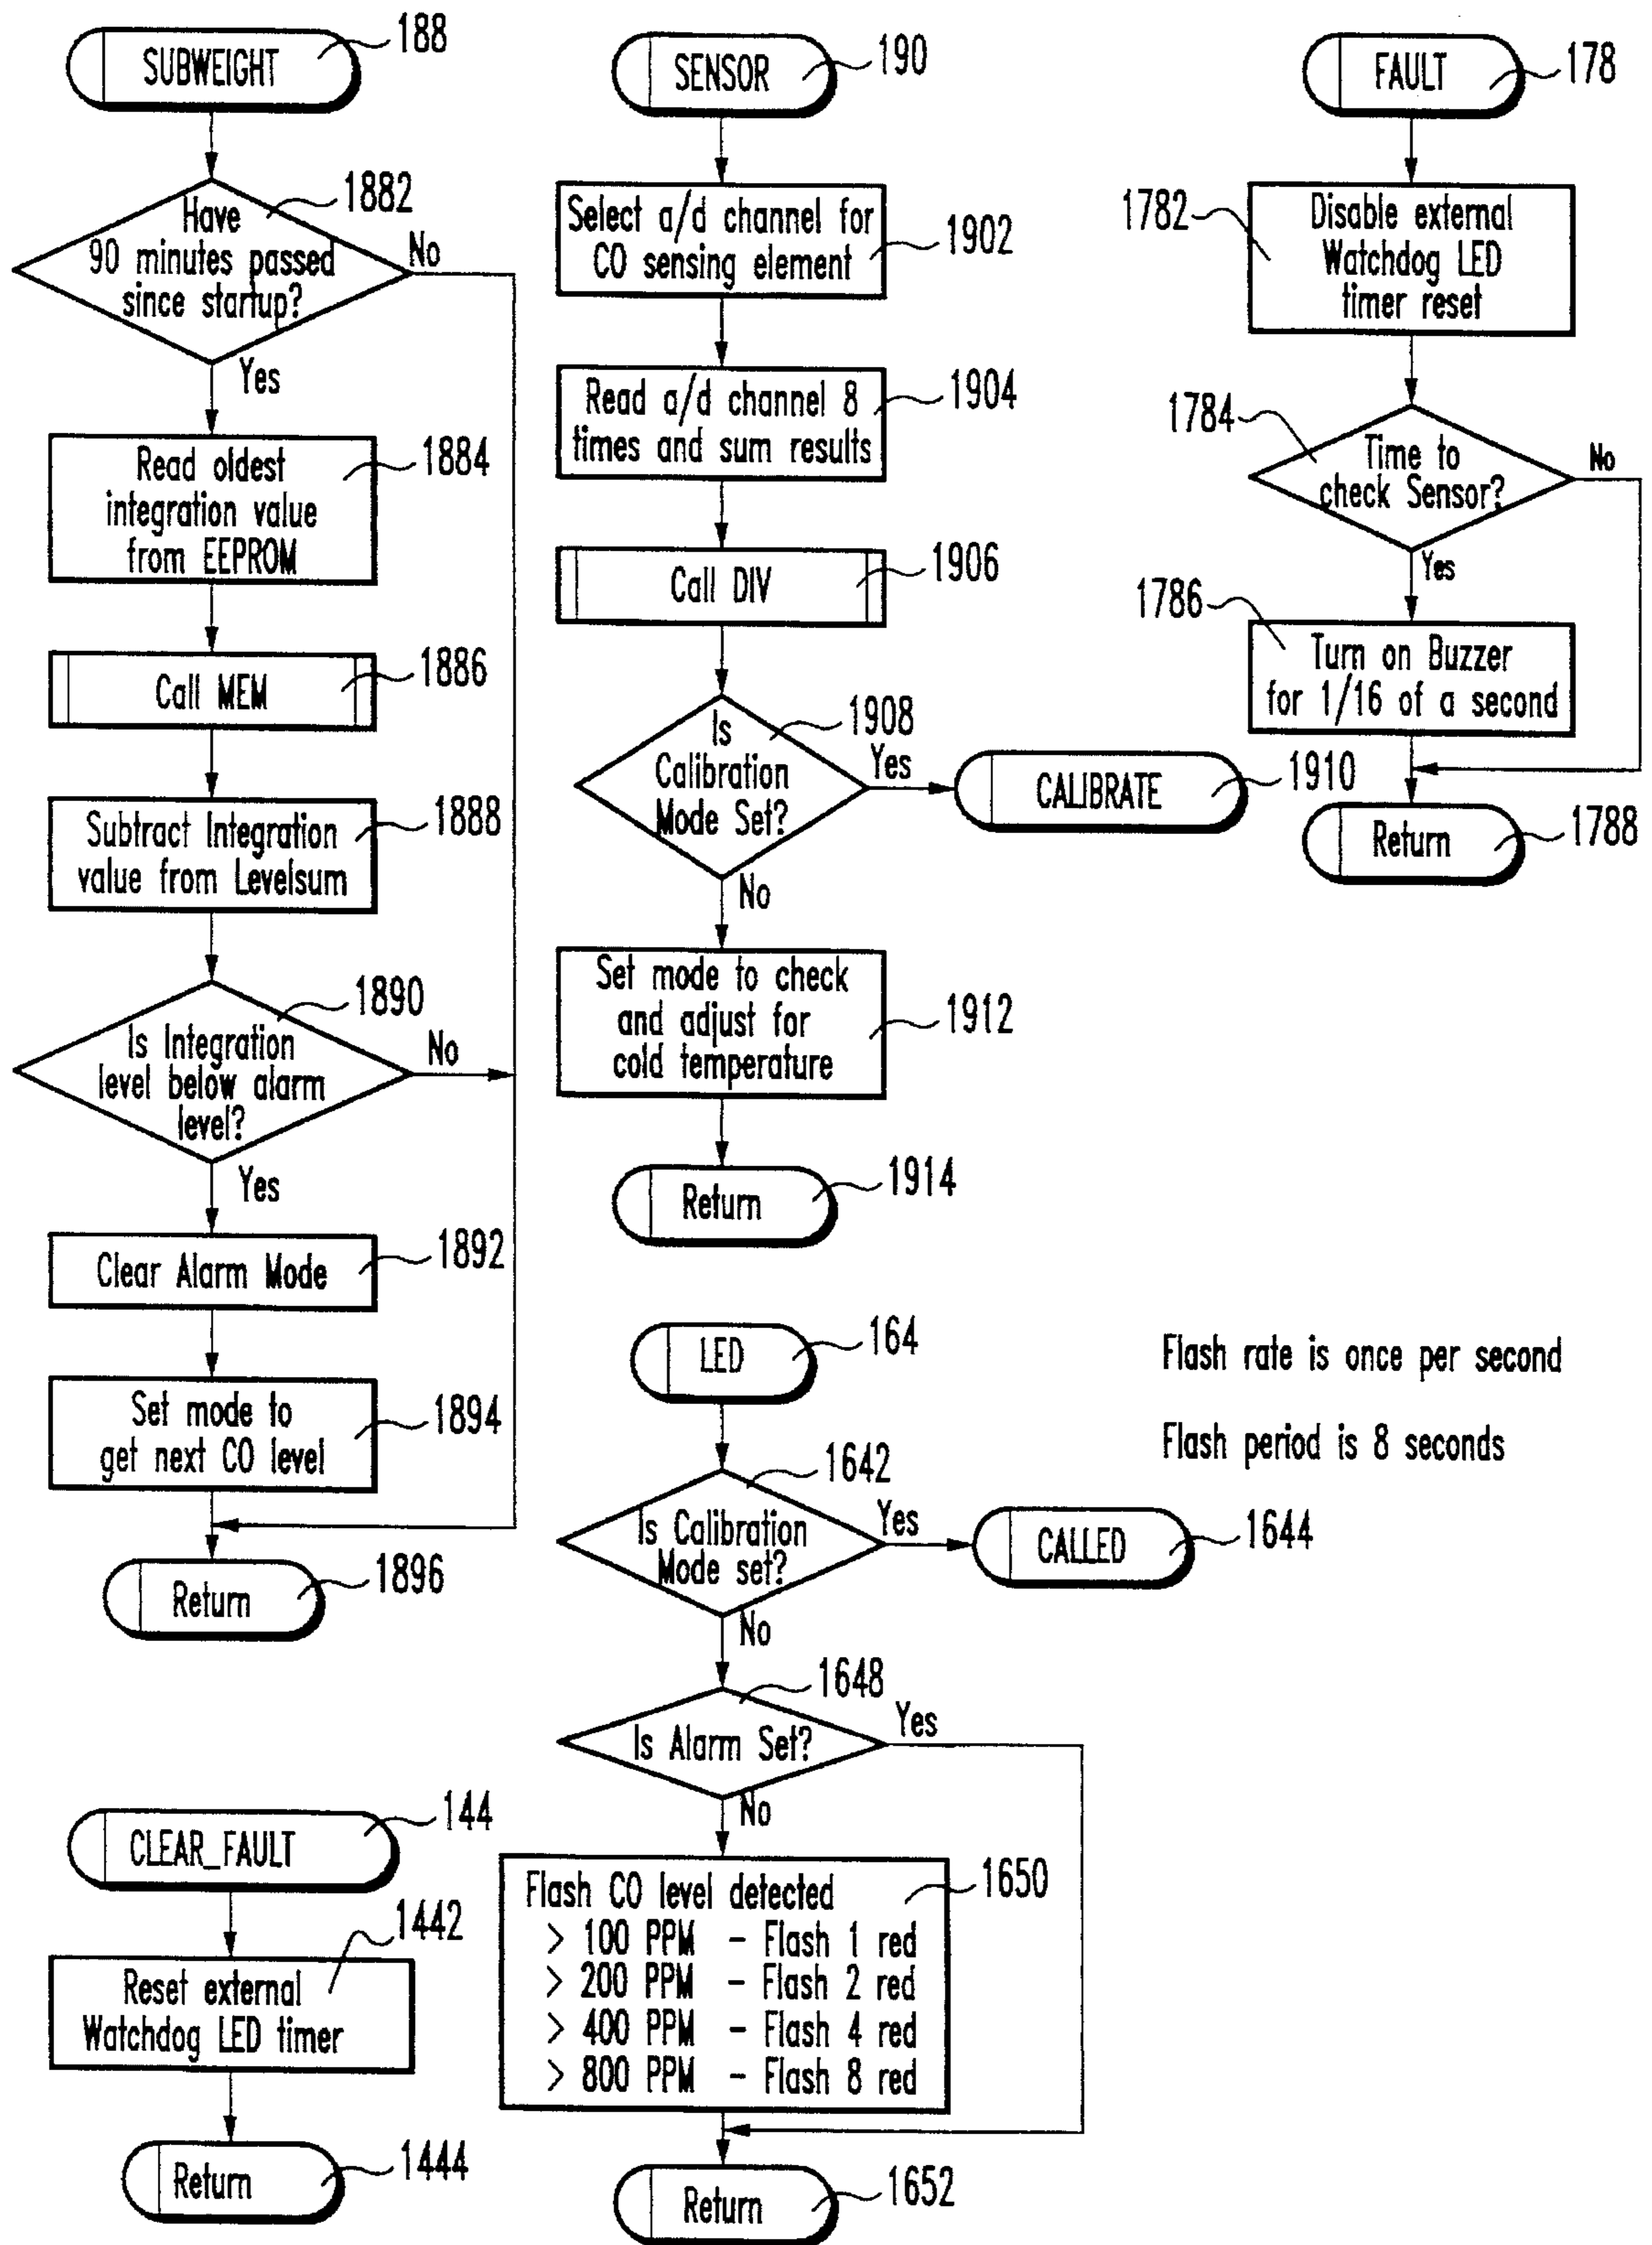 SUBWEIGHT
188
Have
90 minutes passed
since startup?
1882
No
Yes
Read oldest
integration value
from EEPROM
1884
Call MEM
1886
Subtract Integration
value from Levelsum
1888
Is Integration
level below alarm
level?
1890
No
Yes
Clear Alarm Mode
1892
Set mode to
get next CO level
1894
Return
1896
CLEAR_FAULT
144
Reset external
Watchdog LED timer
1442
Return
1444
SENSOR
190
Select a/d channel for
CO sensing element
1902
Read a/d channel 8
times and sum results
1904
Call DIV
1906
Is
Calibration
Mode Set?
1908
Yes
CALIBRATE
1910
No
Set mode to check
and adjust for
cold temperature
1912
Return
1914
LED
164
Is Calibration
Mode set?
1642
Yes
CALLED
1644
No
Is Alarm Set?
1648
Yes
No
Flash CO level detected
> 100 PPM – Flash 1 red
> 200 PPM – Flash 2 red
> 400 PPM – Flash 4 red
> 800 PPM – Flash 8 red
1650
Return
1652
FAULT
178
Disable external
Watchdog LED
timer reset
1782
Time to
check Sensor?
1784
No
Yes
Turn on Buzzer
for 1/16 of a second
1786
Return
1788
Flash rate is once per second
Flash period is 8 seconds